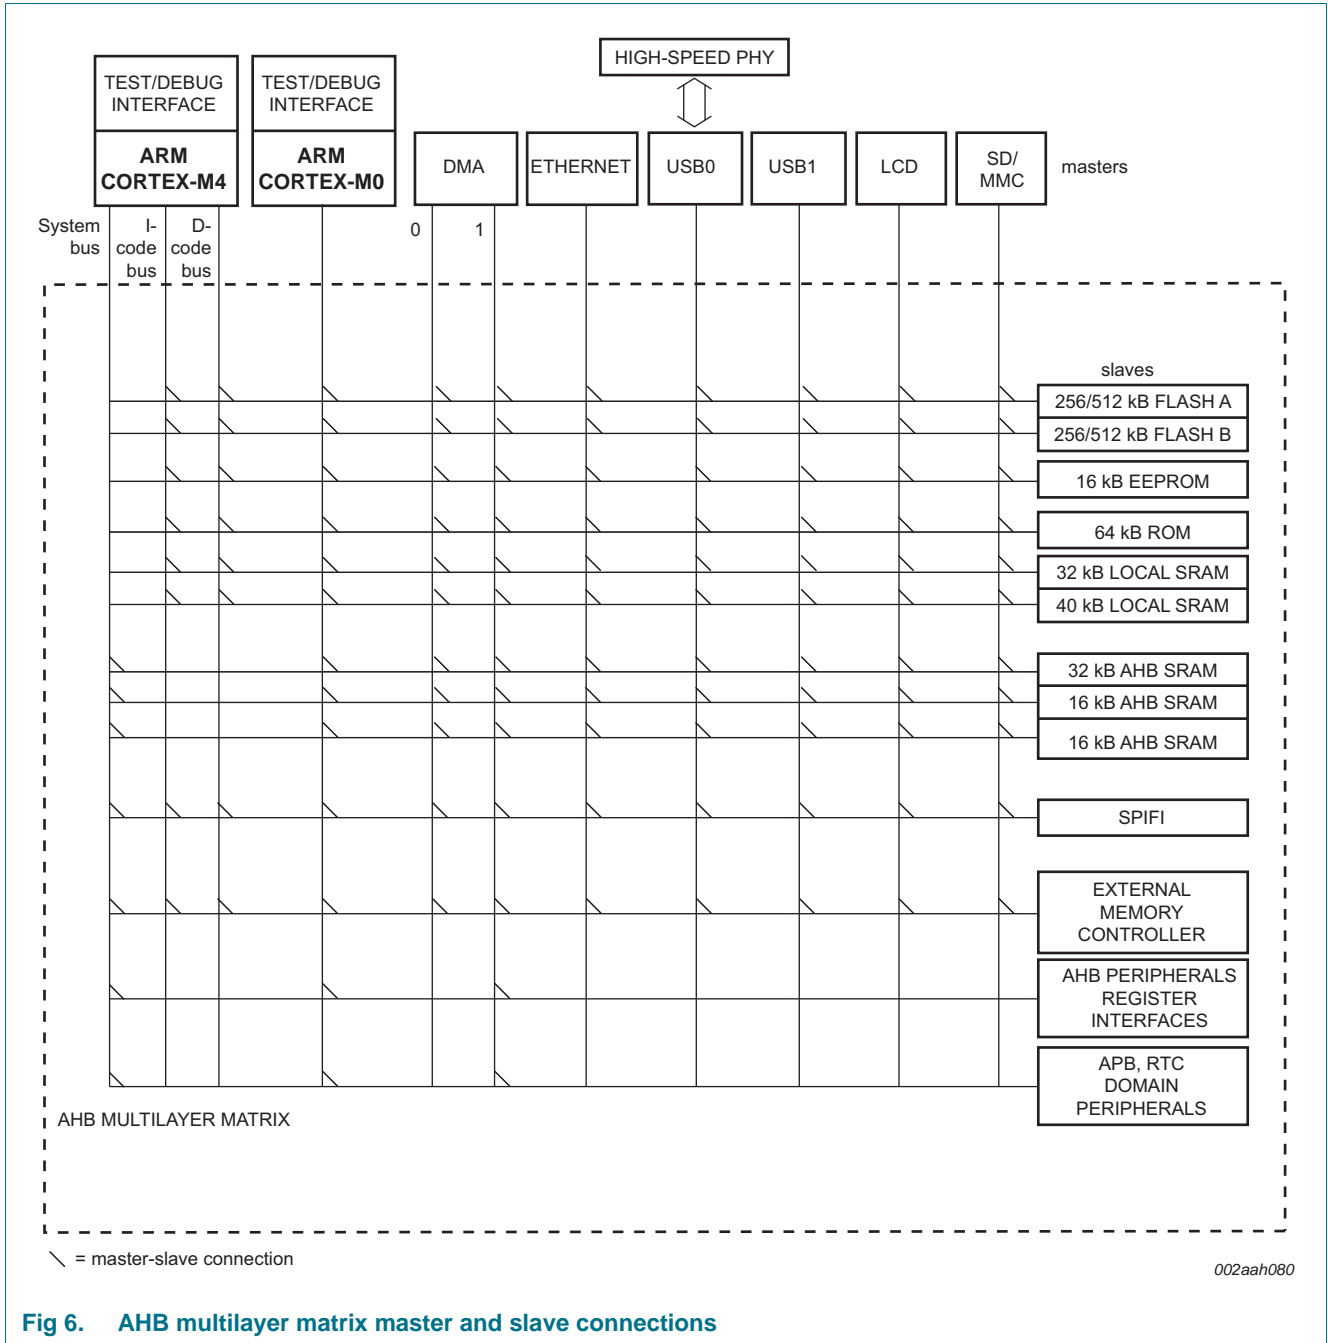 HIGH-SPEED PHY
TEST/DEBUG
INTERFACE
TEST/DEBUG
INTERFACE
ARM
CORTEX-M4
ARM
CORTEX-M0
DMA
ETHERNET
USB0
USB1
LCD
SD/
MMC
masters
System
bus
I-
code
bus
D-
code
bus
0
1
slaves
256/512 kB FLASH A
256/512 kB FLASH B
16 kB EEPROM
64 kB ROM
32 kB LOCAL SRAM
40 kB LOCAL SRAM
32 kB AHB SRAM
16 kB AHB SRAM
16 kB AHB SRAM
SPIFI
EXTERNAL
MEMORY
CONTROLLER
AHB PERIPHERALS
REGISTER
INTERFACES
APB, RTC
DOMAIN
PERIPHERALS
AHB MULTILAYER MATRIX
= master-slave connection
002aah080
Fig 6. AHB multilayer matrix master and slave connections